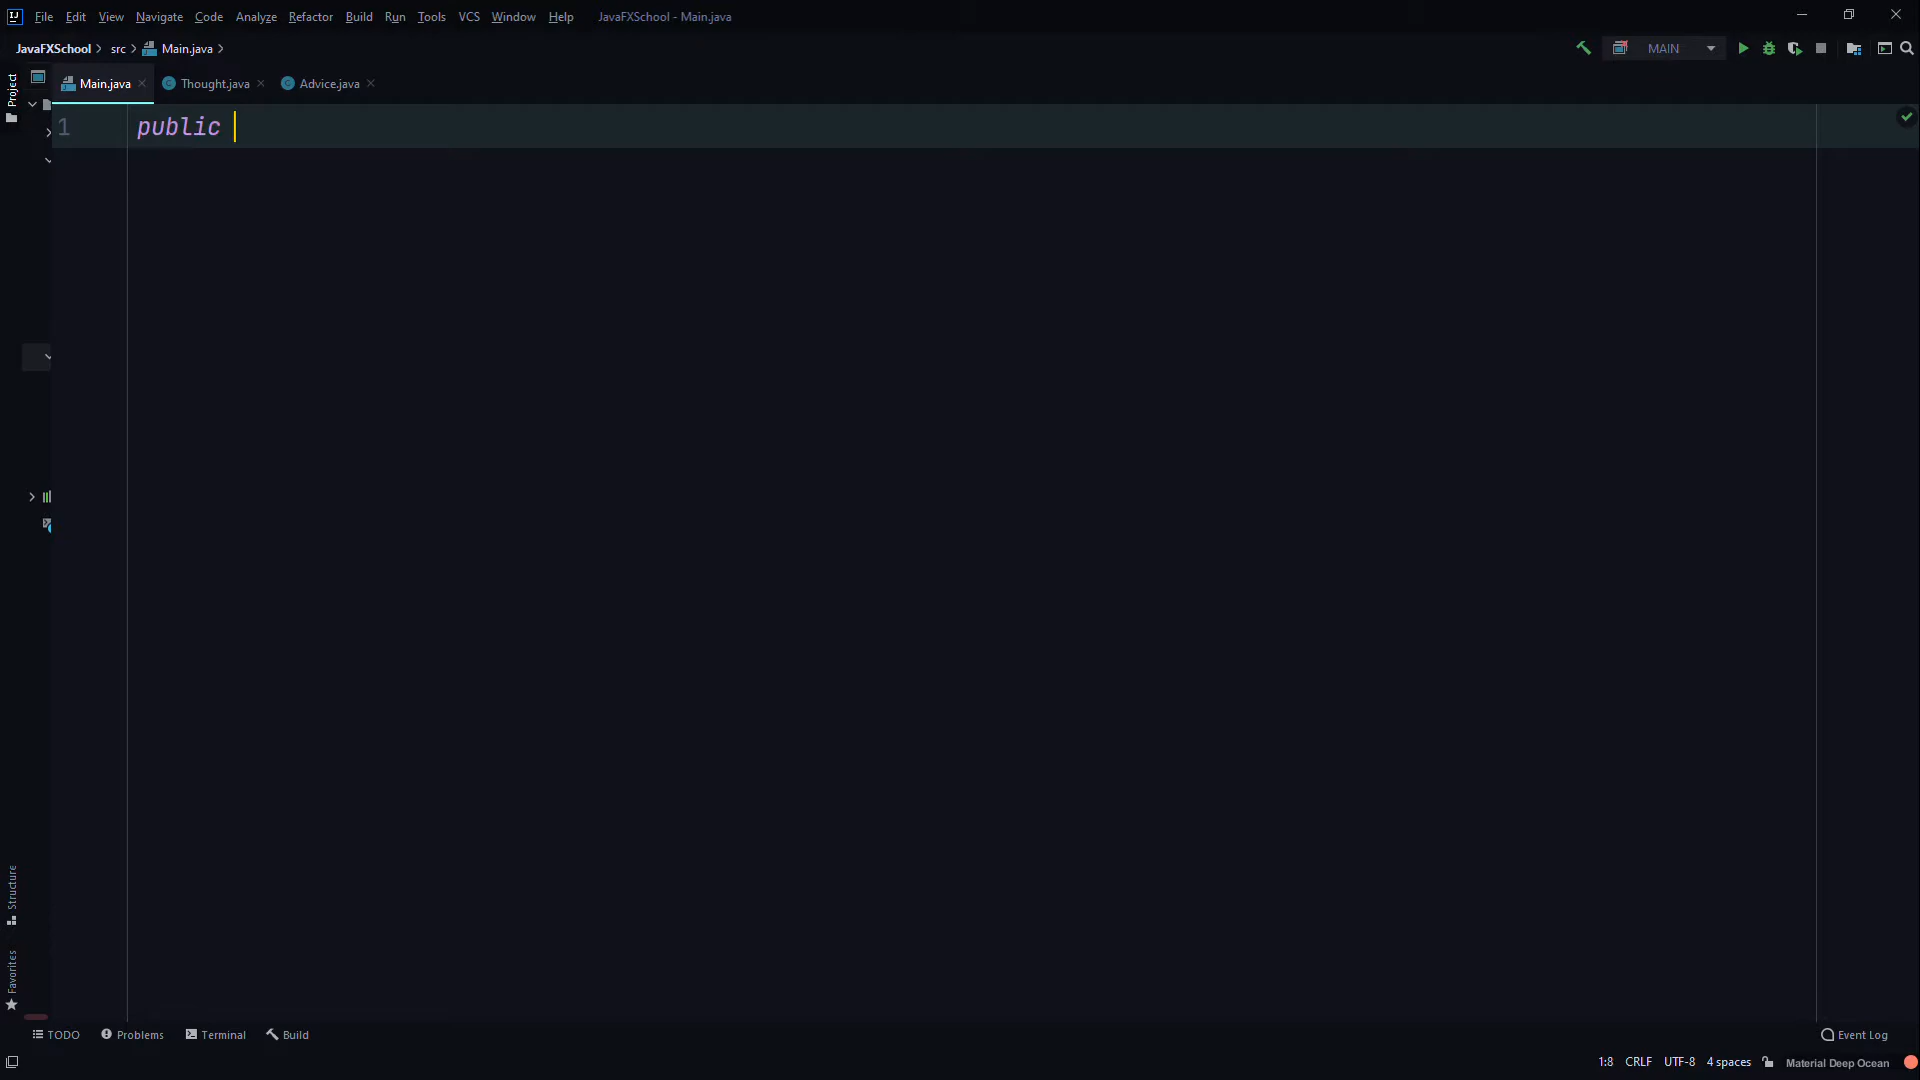 IJ File Edit View Navigate Code Analyze Refactor Build Run Tools VCS Window Help JavaFXSchool - Main.java
JavaFXSchool src Main.java MAIN
Project
Main.java Thought.java Advice.java
1 public
Structure
Favorites
TODO Problems Terminal Build Event Log
1:8 CRLF UTF-8 4 spaces Material Deep Ocean